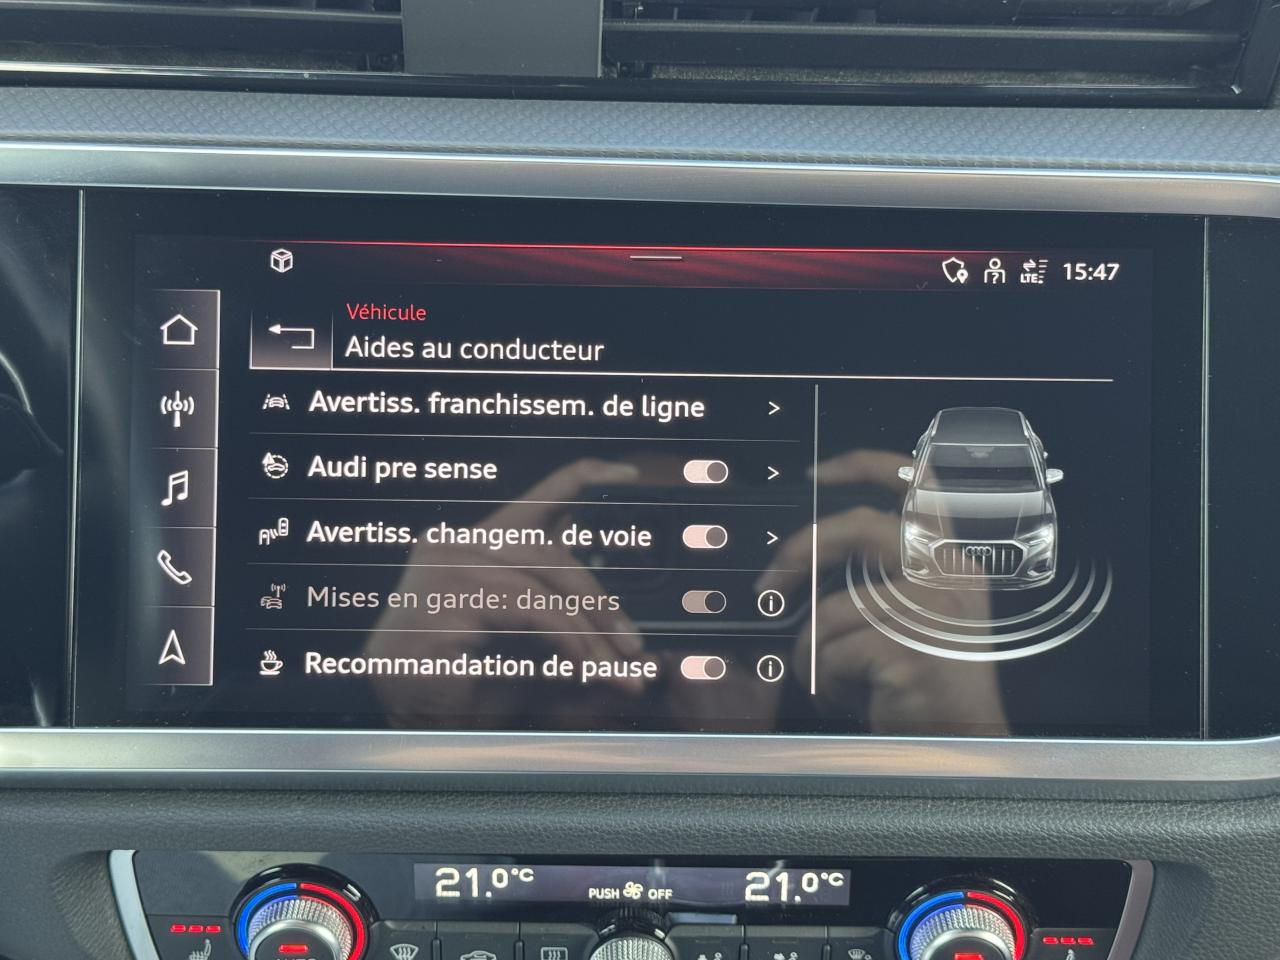 LTE
15:47
Véhicule
Aides au conducteur
Avertiss. franchissem. de ligne >
Audi pre sense >
Avertiss. changem. de voie >
Mises en garde: dangers
Recommandation de pause
21.0°C
PUSH OFF
21.0°C